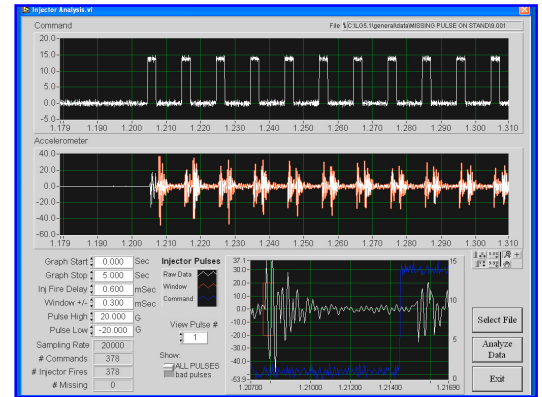 Injector Analysis.vi
Command
File C:\LG5.1\general\data\MISSING PULSE ON STAND\9.001
20.0
15.0
10.0
5.0
0.0
-5.0
1.179 1.190 1.200 1.210 1.220 1.230 1.240 1.250 1.260 1.270 1.280 1.290 1.300 1.310
Accelerometer
40.0
20.0
0.0
-20.0
-40.0
-60.0
1.179 1.190 1.200 1.210 1.220 1.230 1.240 1.250 1.260 1.270 1.280 1.290 1.300 1.310
Graph Start 0.000 Sec
Graph Stop 5.000 Sec
Inj Fire Delay 0.600 mSec
Window +/- 0.300 mSec
Pulse High 20.000 G
Pulse Low -20.000 G
Sampling Rate 20000
# Commands 378
# Injector Fires 378
# Missing 0
Injector Pulses
Raw Data
Window
Command
View Pulse #
1
Show:
ALL PULSES
bad pulses
37.1
30.0
20.0
10.0
0.0
-10.0
-20.0
-30.0
-40.0
-53.9
15
10
5
0
1.20700 1.21000 1.21200 1.21400 1.21690
Select File
Analyze
Data
Exit